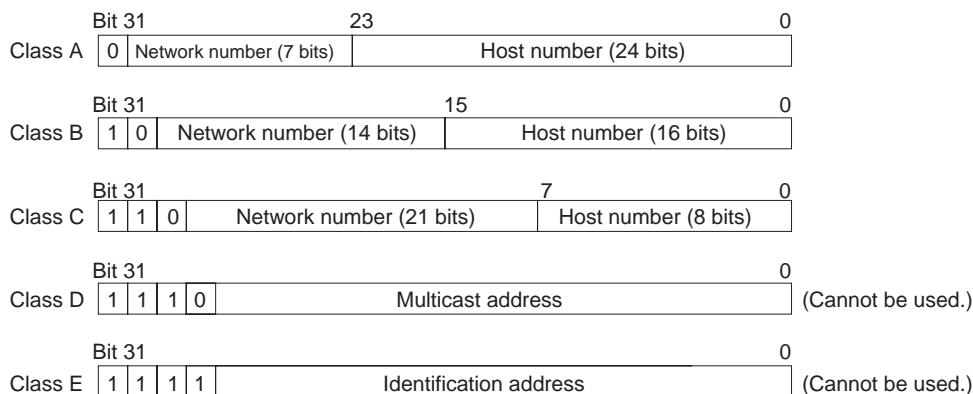 Bit 31 23 0
Class A 0 Network number (7 bits) Host number (24 bits)
Bit 31 15 0
Class B 1 0 Network number (14 bits) Host number (16 bits)
Bit 31 7 0
Class C 1 1 0 Network number (21 bits) Host number (8 bits)
Bit 31 0
Class D 1 1 1 0 Multicast address (Cannot be used.)
Bit 31 0
Class E 1 1 1 1 Identification address (Cannot be used.)